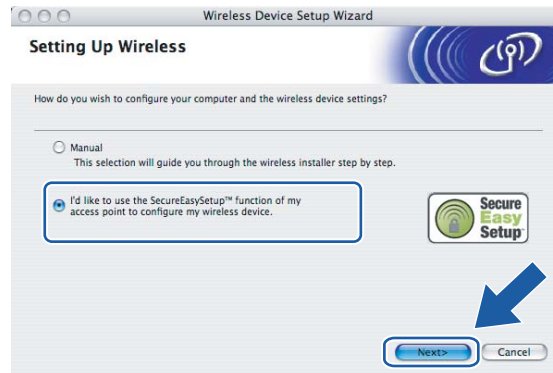 Wireless Device Setup Wizard
Setting Up Wireless
How do you wish to configure your computer and the wireless device settings?
Manual
This selection will guide you through the wireless installer step by step.
I'd like to use the SecureEasySetup™ function of my
access point to configure my wireless device.
Secure
Easy
Setup
Next>
Cancel